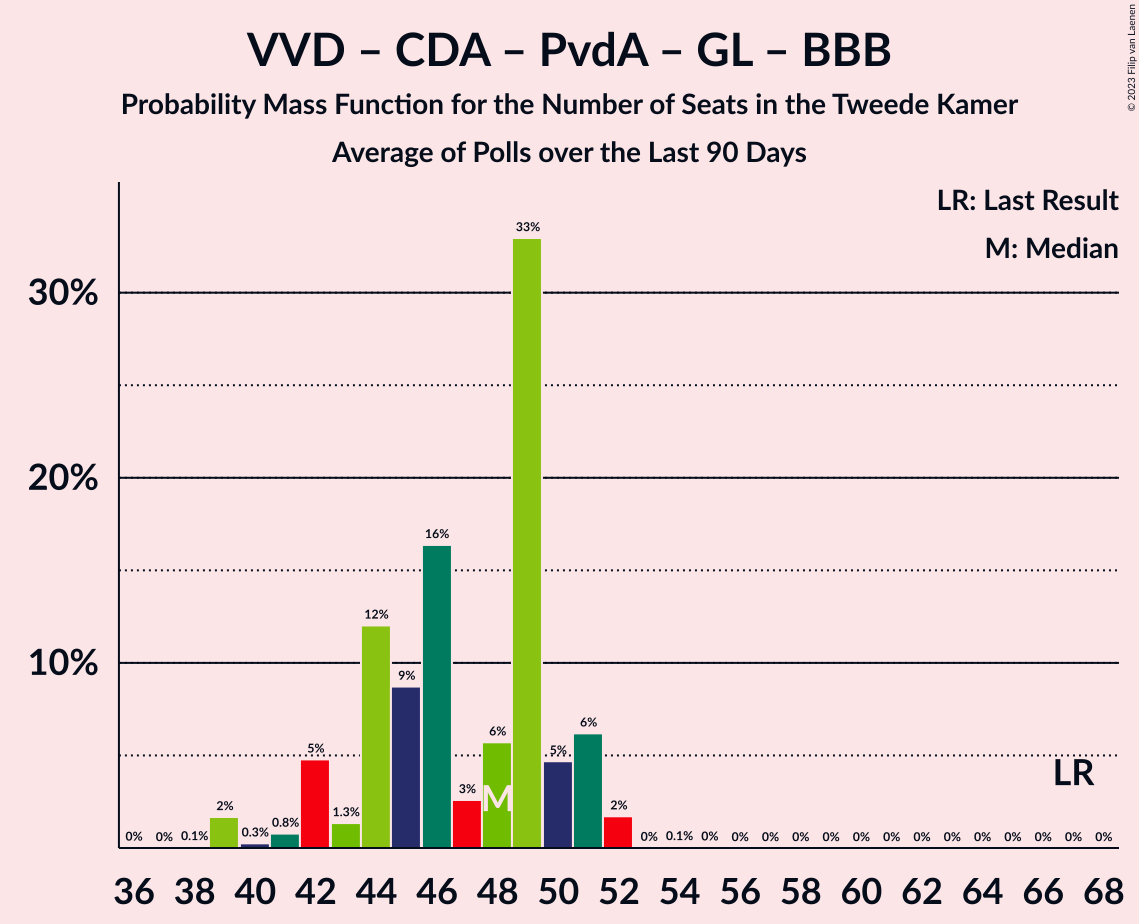 VVD – CDA – PvdA – GL – BBB
Probability Mass Function for the Number of Seats in the Tweede Kamer
Average of Polls over the Last 90 Days
© 2023 Filip van Laenen
LR: Last Result
M: Median
30%
20%
10%
0% 0% 0.1% 2% 0.3% 0.8% 5% 1.3% 12% 9% 16% 3% 6% 33% 5% 6% 2% 0% 0.1% 0% 0% 0% 0% 0% 0% 0% 0% 0% 0% 0% 0% 0% 0%
M
LR
36 38 40 42 44 46 48 50 52 54 56 58 60 62 64 66 68